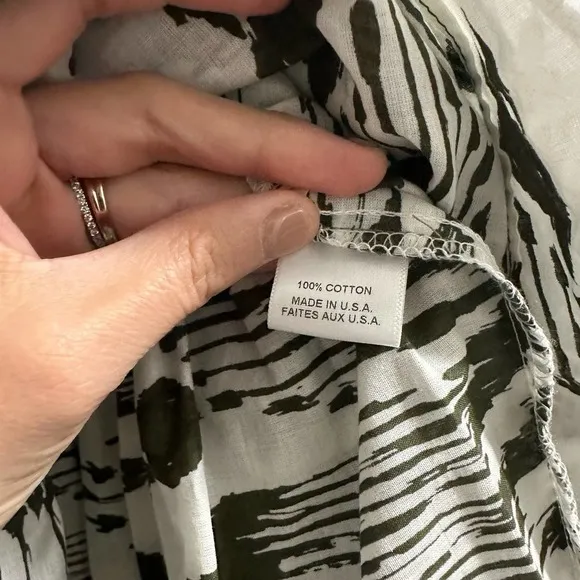 100% COTTON
MADE IN U.S.A.
FAITES AUX U.S.A.